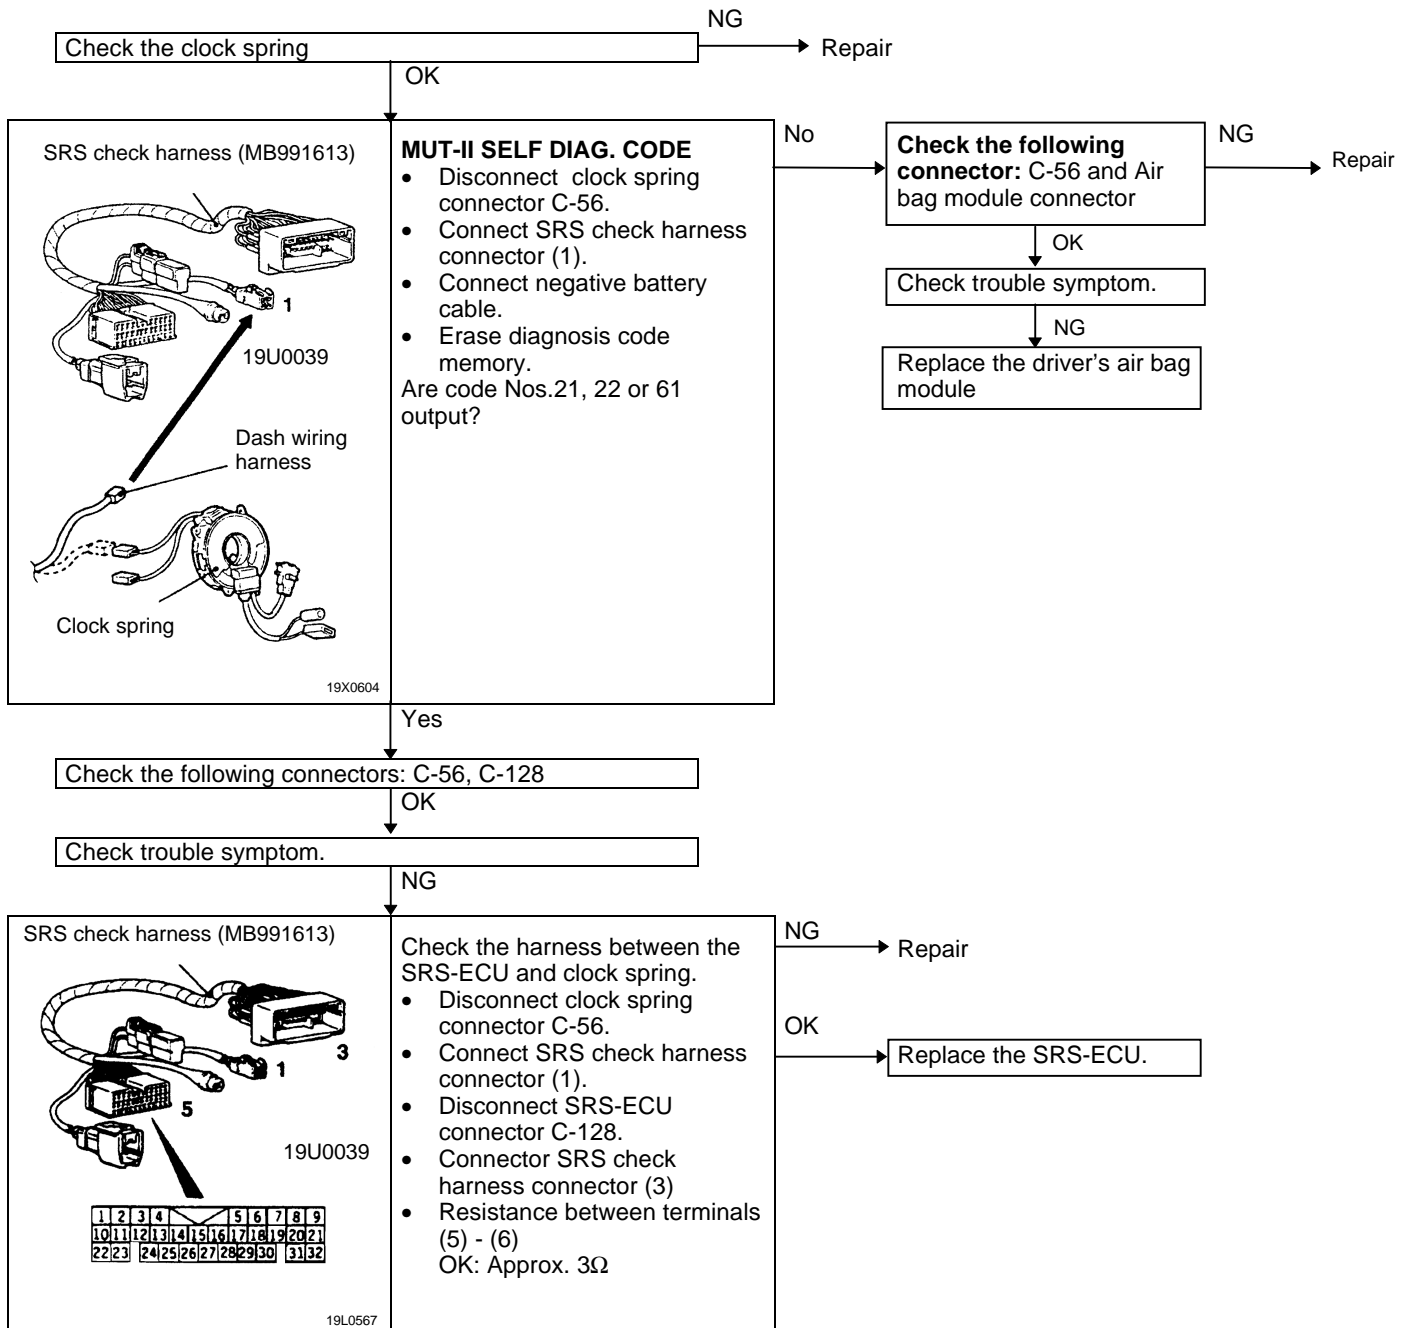 NG
Check the clock spring
Repair
OK
SRS check harness (MB991613)
1
19U0039
Dash wiring
harness
Clock spring
19X0604
MUT-II SELF DIAG. CODE
• Disconnect clock spring
connector C-56.
• Connect SRS check harness
connector (1).
• Connect negative battery
cable.
• Erase diagnosis code
memory.
Are code Nos.21, 22 or 61
output?
No
Check the following
connector: C-56 and Air
bag module connector
NG
Repair
OK
Check trouble symptom.
NG
Replace the driver's air bag
module
Yes
Check the following connectors: C-56, C-128
OK
Check trouble symptom.
NG
SRS check harness (MB991613)
3
1
5
19U0039
1 2 3 4 5 6 7 8 9
10 11 12 13 14 15 16 17 18 19 20 21
22 23 24 25 26 27 28 29 30 31 32
19L0567
Check the harness between the
SRS-ECU and clock spring.
• Disconnect clock spring
connector C-56.
• Connect SRS check harness
connector (1).
• Disconnect SRS-ECU
connector C-128.
• Connector SRS check
harness connector (3)
• Resistance between terminals
(5) - (6)
OK: Approx. 3Ω
NG
Repair
OK
Replace the SRS-ECU.